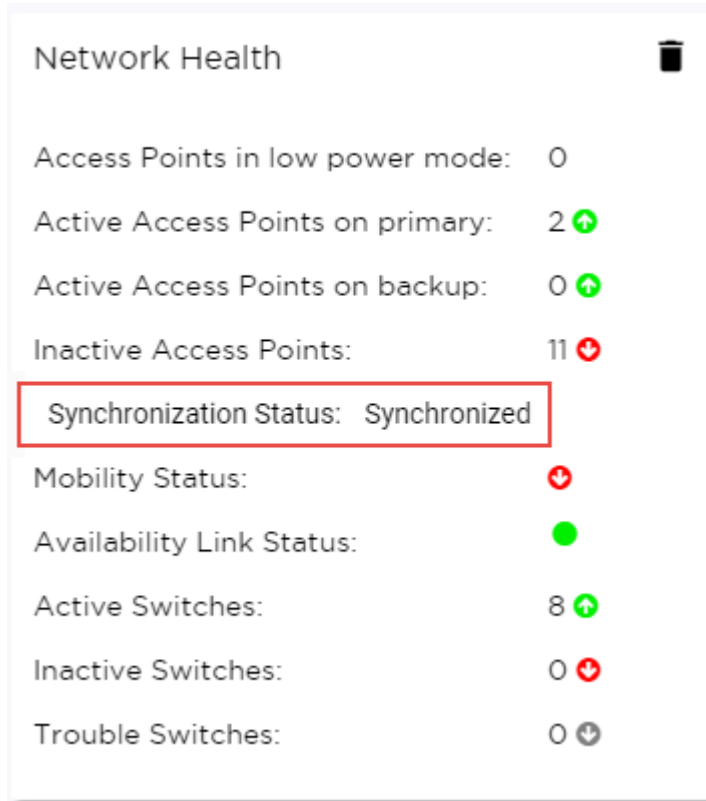 Network Health
Access Points in low power mode: 0
Active Access Points on primary: 2
Active Access Points on backup: 0
Inactive Access Points: 11
Synchronization Status: Synchronized
Mobility Status:
Availability Link Status:
Active Switches: 8
Inactive Switches: 0
Trouble Switches: 0